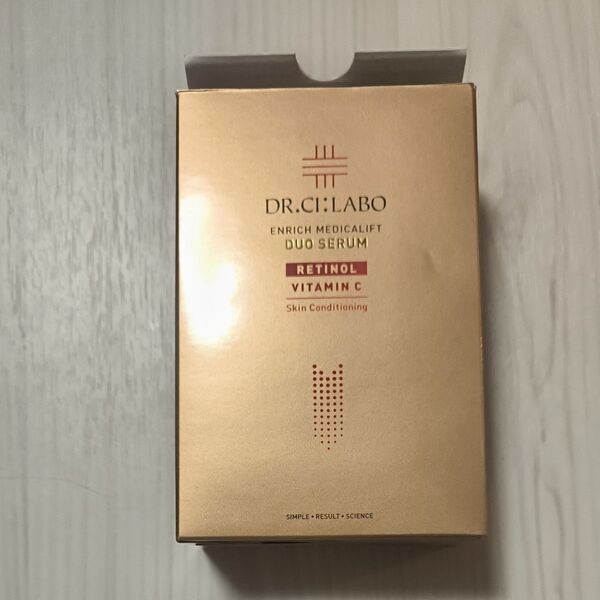 DR.CI:LABO
ENRICH MEDICALIFT
DUO SERUM
RETINOL
VITAMIN C
Skin Conditioning
SIMPLE + RESULT + SCIENCE